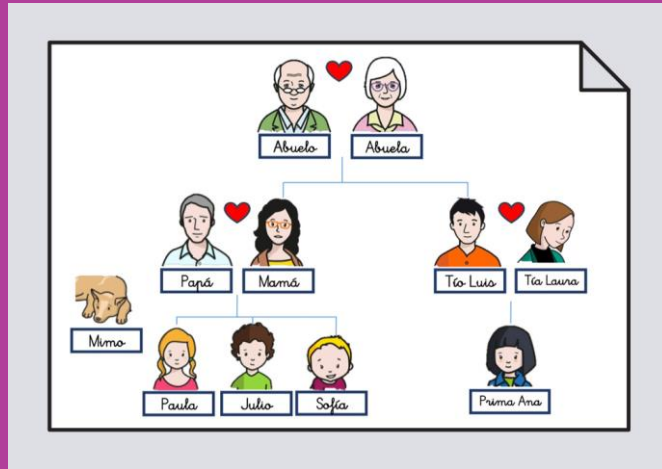 Abuelo
Abuela
Papá
Mamá
Tío Luis
Tía Laura
Mimo
Paula
Julio
Sofía
Prima Ana